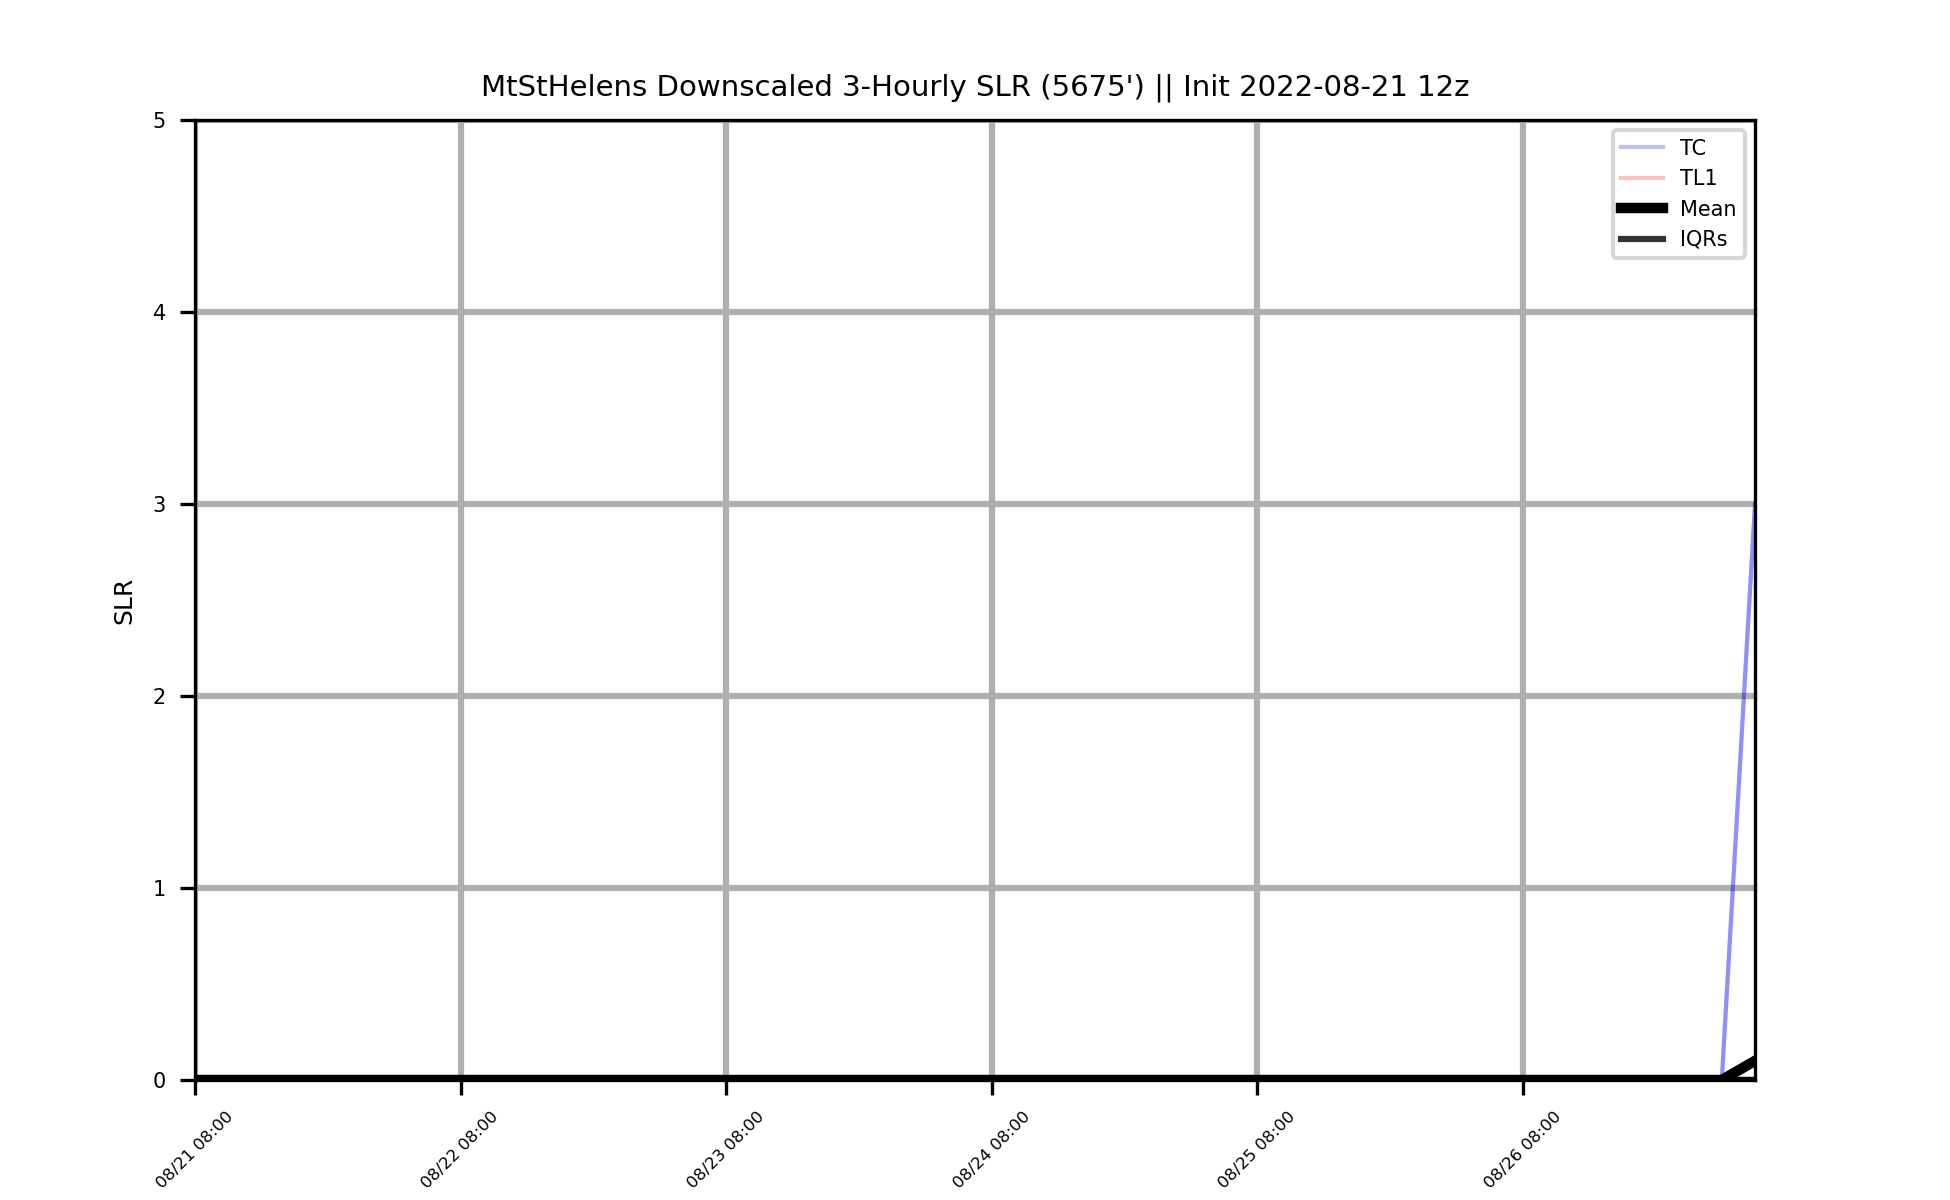 MtStHelens Downscaled 3-Hourly SLR (5675') || Init 2022-08-21 12z
TC
TL1
Mean
IQRs
5
4
3
2
1
0
SLR
08/21 08:00
08/22 08:00
08/23 08:00
08/24 08:00
08/25 08:00
08/26 08:00